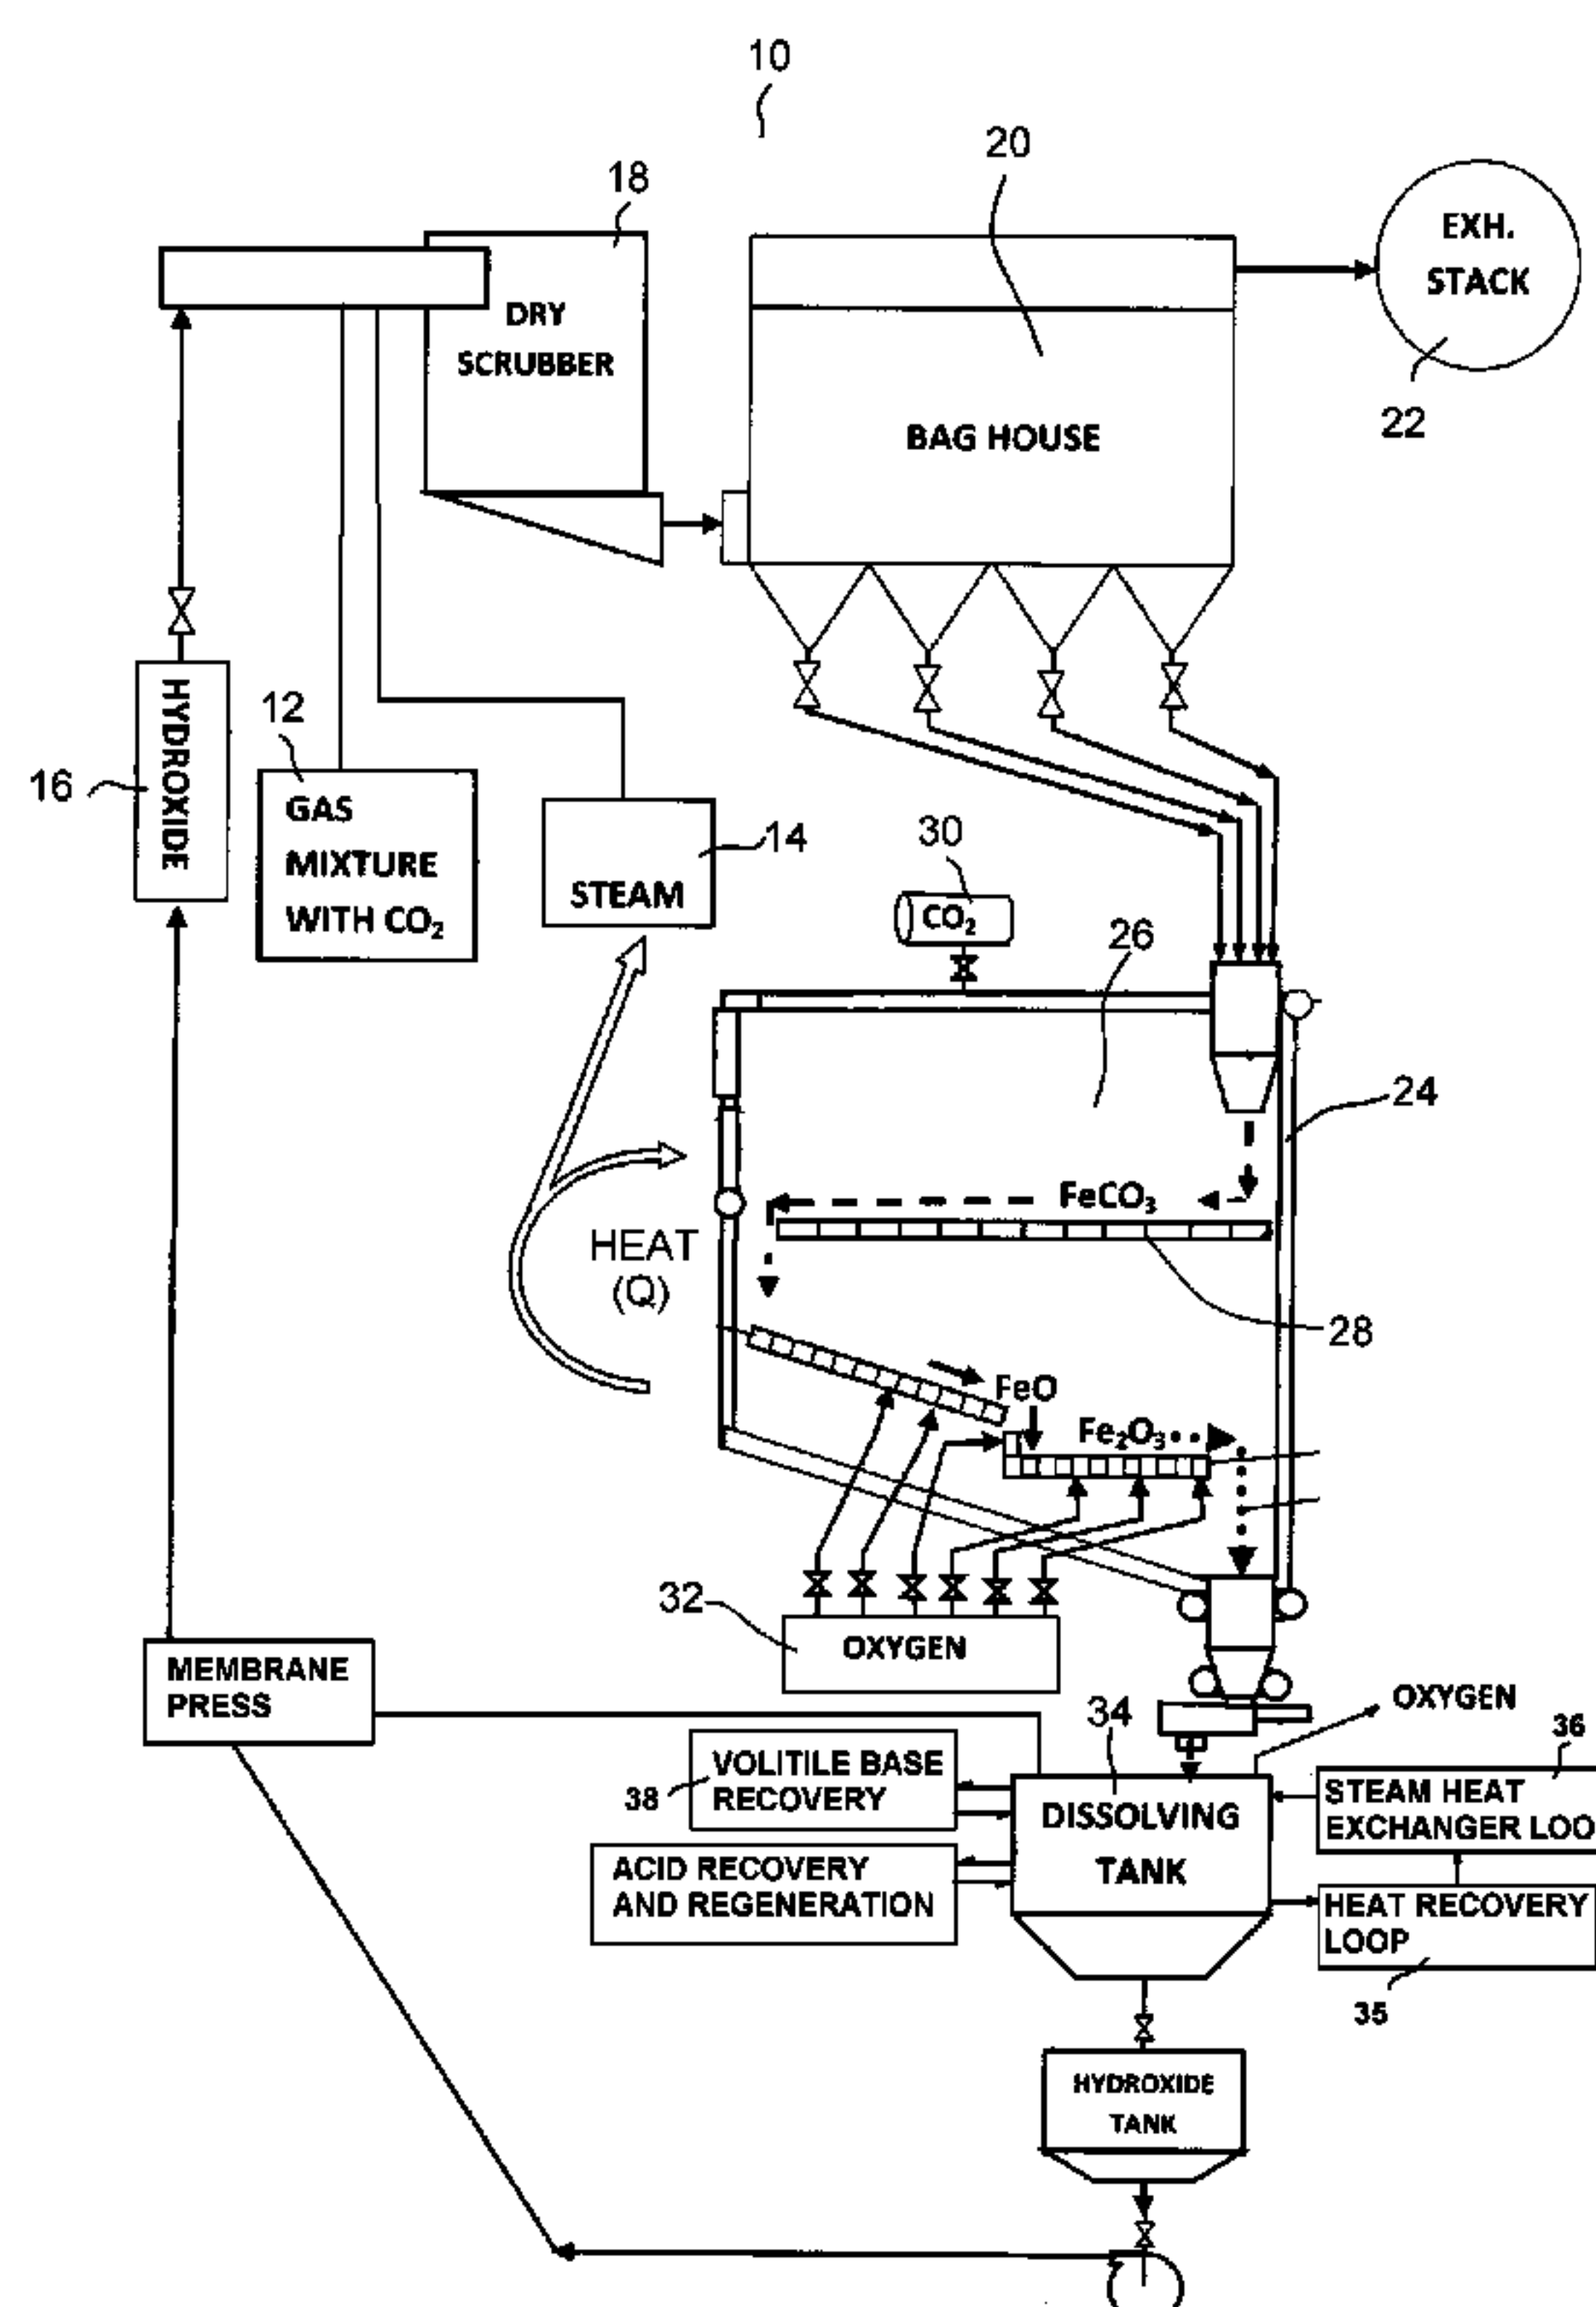 10
20
18
EXH.
STACK
DRY
SCRUBBER
22
BAG HOUSE
HYDROXIDE
12
16
GAS
MIXTURE
WITH CO₂
14
STEAM
30
CO₂
26
24
FeCO₃
HEAT
(Q)
28
FeO
Fe₂O₃
32
OXYGEN
MEMBRANE
PRESS
OXYGEN
34
36
VOLITILE BASE
RECOVERY
38
DISSOLVING
TANK
STEAM HEAT
EXCHANGER LOO
ACID RECOVERY
AND REGENERATION
HEAT RECOVERY
LOOP
35
HYDROXIDE
TANK